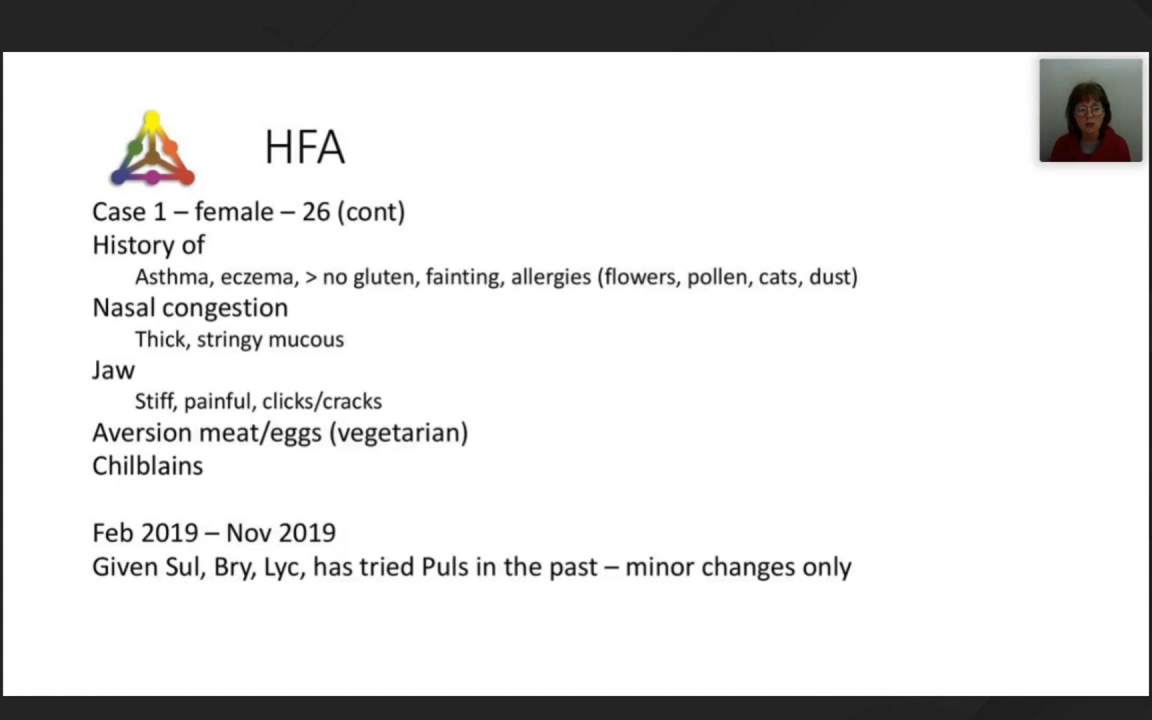 HFA
Case 1 – female – 26 (cont)
History of
Asthma, eczema, > no gluten, fainting, allergies (flowers, pollen, cats, dust)
Nasal congestion
Thick, stringy mucous
Jaw
Stiff, painful, clicks/cracks
Aversion meat/eggs (vegetarian)
Chilblains
Feb 2019 – Nov 2019
Given Sul, Bry, Lyc, has tried Puls in the past – minor changes only